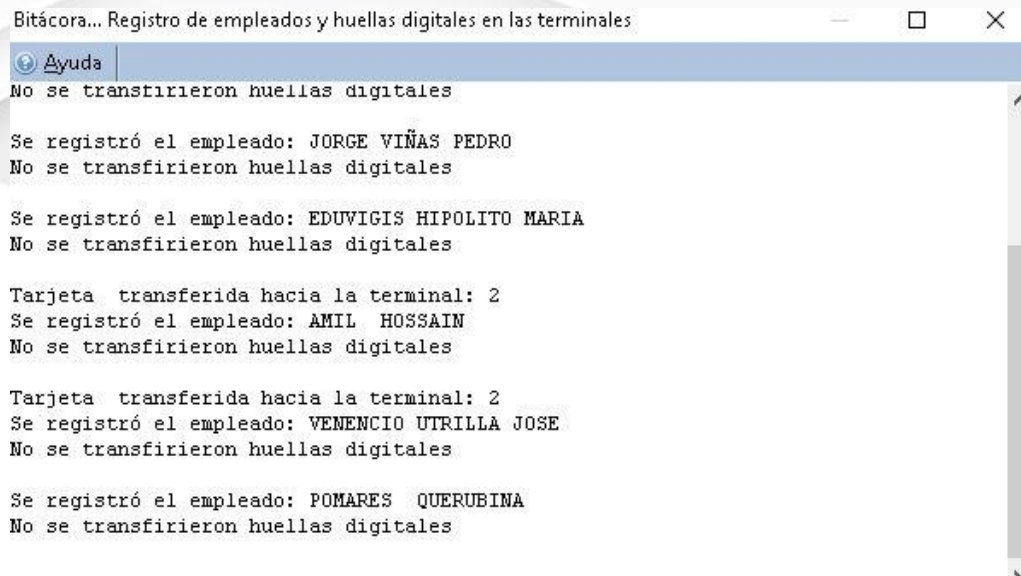 Bitácora... Registro de empleados y huellas digitales en las terminales
Ayuda
No se transfirieron huellas digitales
Se registró el empleado: JORGE VIÑAS PEDRO
No se transfirieron huellas digitales
Se registró el empleado: EDUVIGIS HIPOLITO MARIA
No se transfirieron huellas digitales
Tarjeta  transferida hacia la terminal: 2
Se registró el empleado: AMIL  HOSSAIN
No se transfirieron huellas digitales
Tarjeta  transferida hacia la terminal: 2
Se registró el empleado: VENENCIO UTRILLA JOSE
No se transfirieron huellas digitales
Se registró el empleado: POMARES  QUERUBINA
No se transfirieron huellas digitales